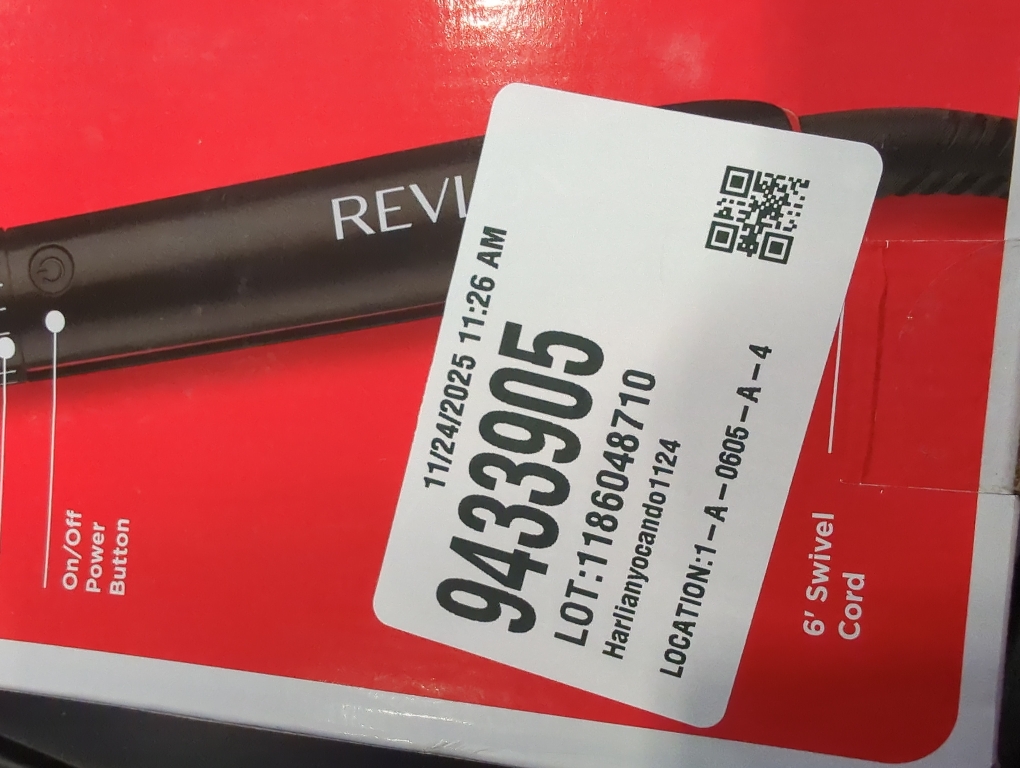 REVL
11/24/2025 11:26 AM
9433905
LOT:1186048710
Harlianyocando1124
LOCATION:1-A-0605-A-4
On/Off
Power
Button
6' Swivel
Cord